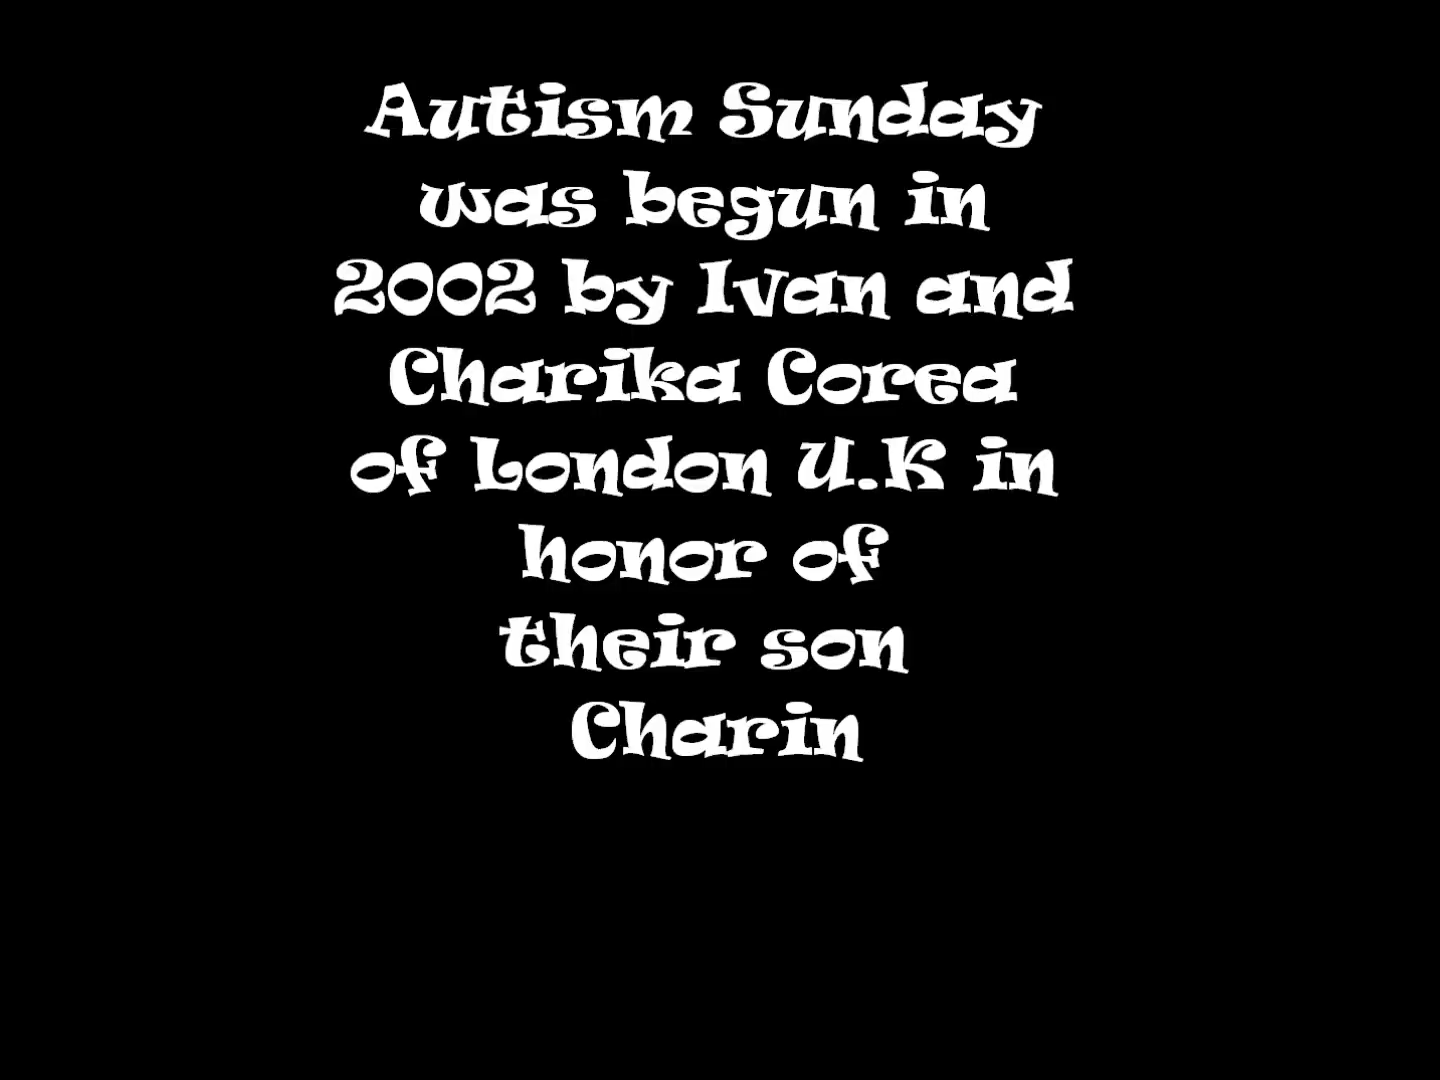 Autism Sunday
was begun in
2002 by Ivan and
Charika Corea
of London U.K in
honor of
their son
Charin